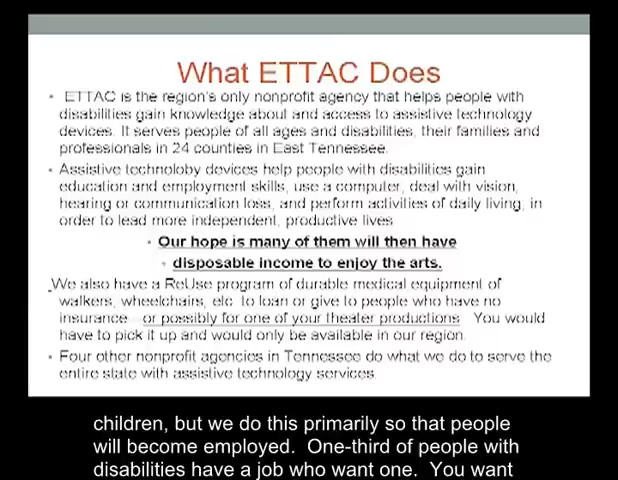 What ETTAC Does
• ETTAC is the region's only nonprofit agency that helps people with
disabilities gain knowledge about and access to assistive technology
devices. It serves people of all ages and disabilities, their families and
professionals in 24 counties in East Tennessee.
• Assistive technoloby devices help people with disabilities gain
education and employment skills, use a computer, deal with vision,
hearing or communication loss, and perform activities of daily living, in
order to lead more independent, productive lives
• Our hope is many of them will then have
• disposable income to enjoy the arts.
We also have a ReUse program of durable medical equipment of
walkers, wheelchairs, etc to loan or give to people who have no
insurance or possibly for one of your theater productions You would
have to pick it up and would only be available in our region.
• Four other nonprofit agencies in Tennessee do what we do to serve the
entire state with assistive technology services
children, but we do this primarily so that people
will become employed. One-third of people with
disabilities have a job who want one. You want